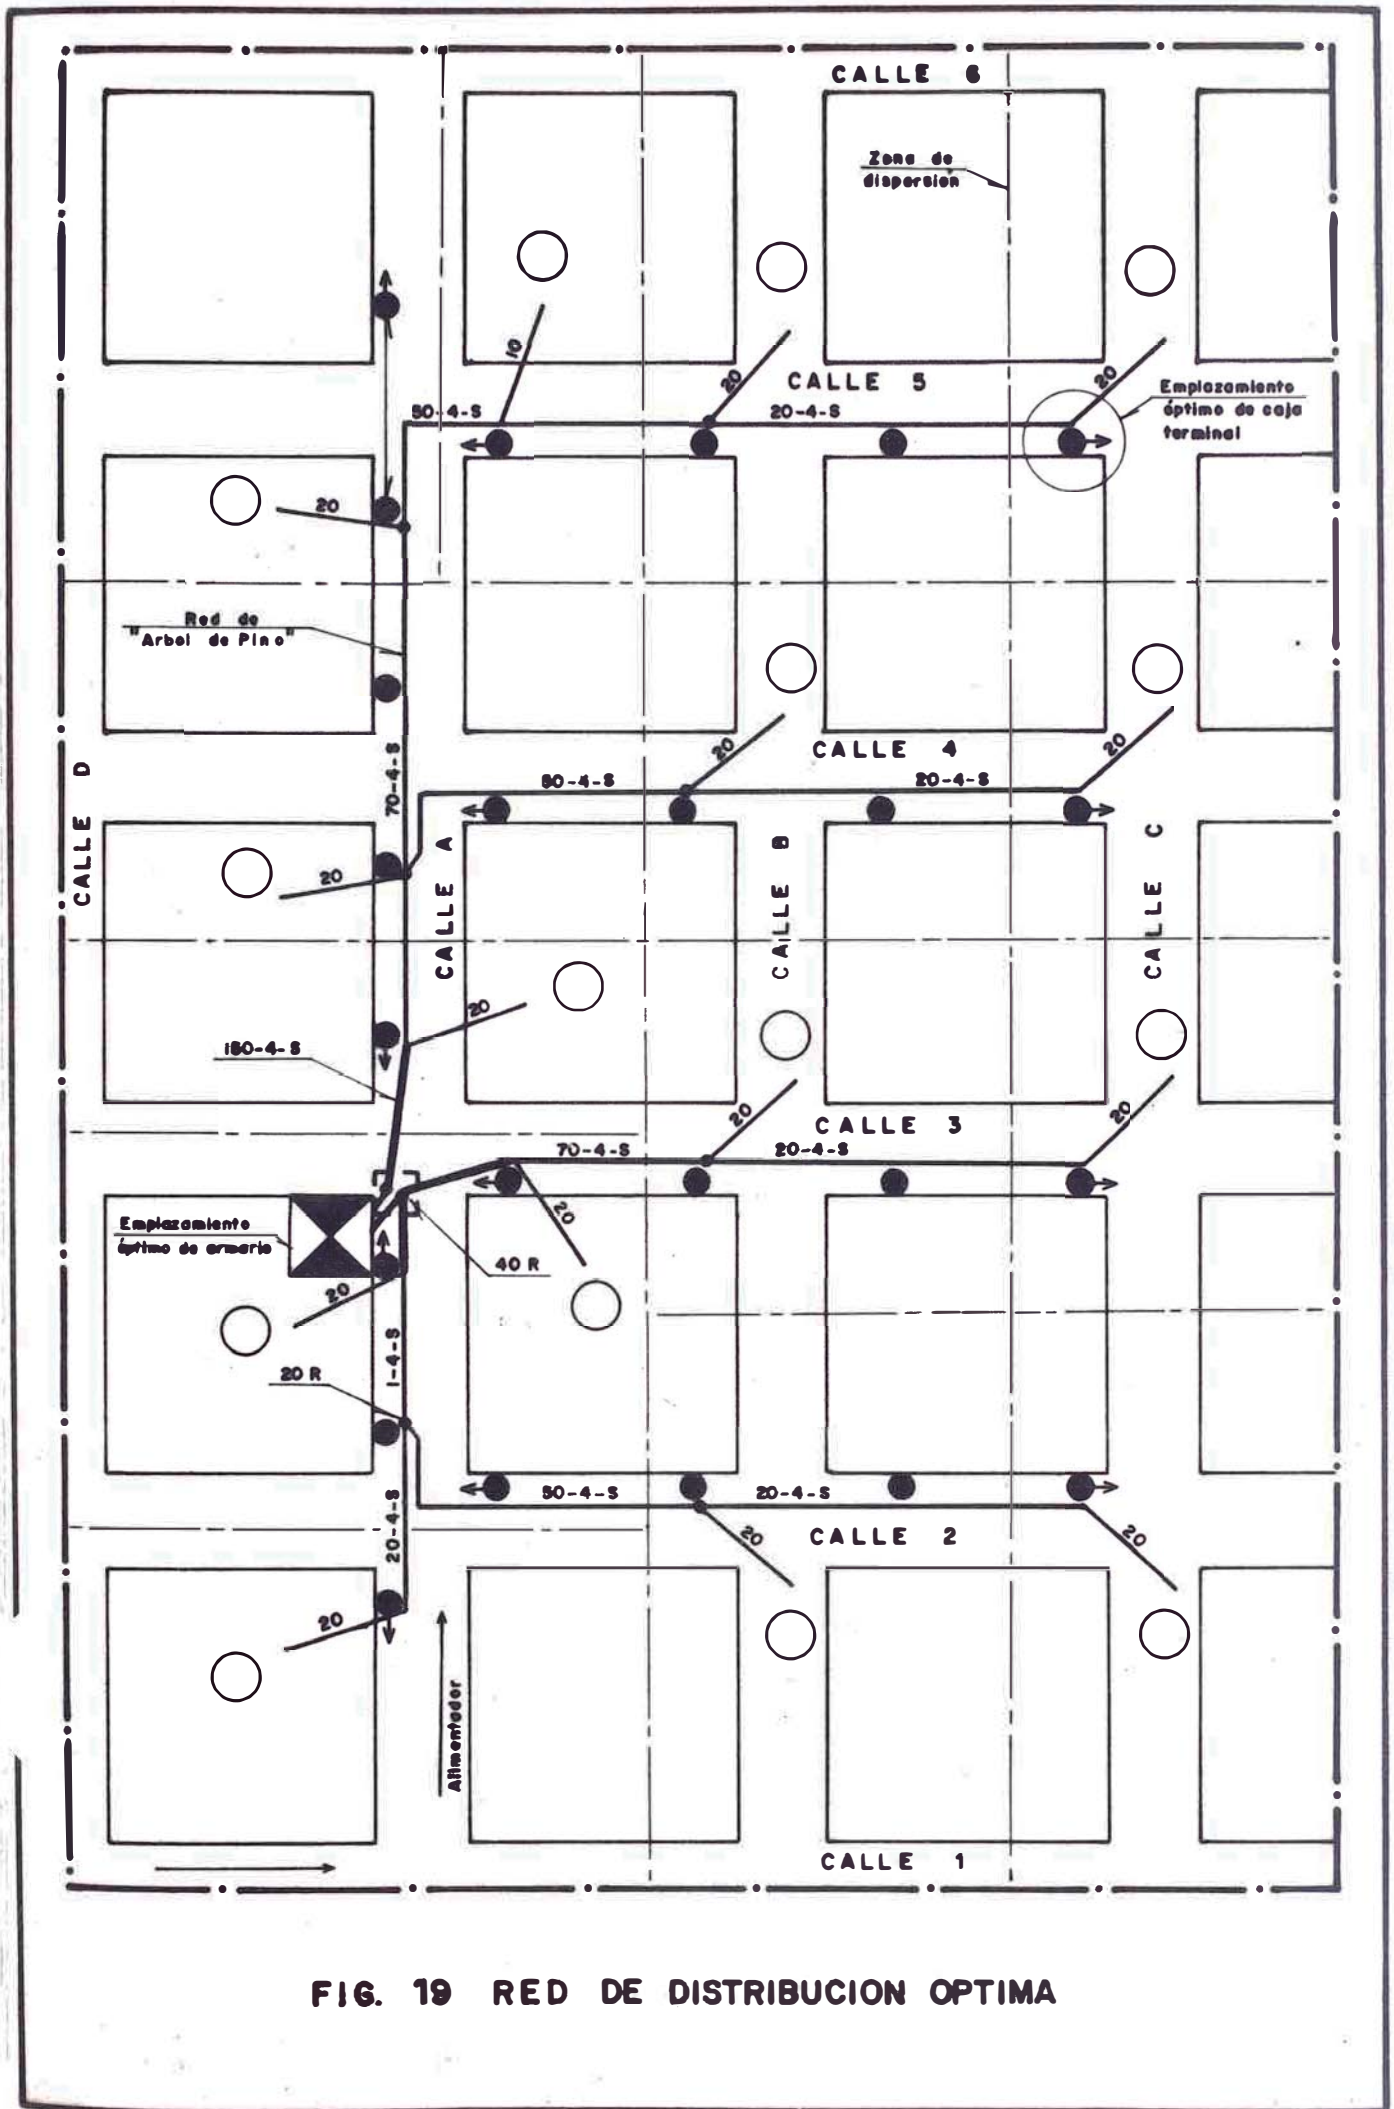 CALLE 6
Zona de
dispersión
10
20
20
CALLE 5
50-4-S
20-4-S
Emplazamiento
óptimo de caja
terminal
20
Red de
"Arbol de Pino"
20
20
CALLE 4
50-4-S
20-4-S
70-4-S
CALLE D
CALLE A
CALLE B
CALLE C
20
20
150-4-S
20
20
CALLE 3
70-4-S
20-4-S
Emplazamiento
óptimo de armario
20
40 R
20
1-4-S
20 R
50-4-S
20-4-S
20-4-S
CALLE 2
20
20
20
Alimentador
CALLE 1
FIG. 19 RED DE DISTRIBUCION OPTIMA